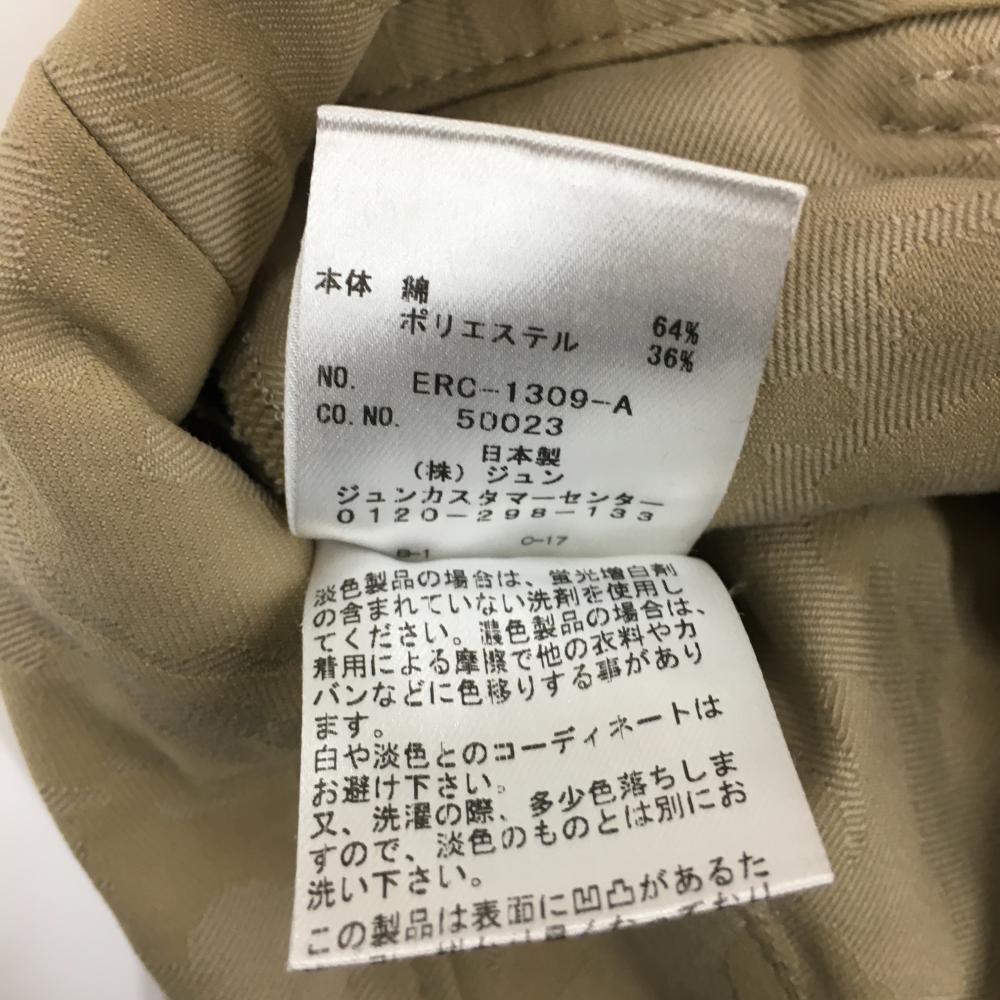 本体 綿 64%
ポリエステル 36%
NO. ERC-1309-A
CO.NO. 50023
日本製
(株)ジュン
ジュンカスタマーセンター
0120-298-133
B-1 C-17
淡色製品の場合は、蛍光増白剤
の含まれていない洗剤を使用し
てください。濃色製品の場合は、
着用による摩擦で他の衣料やカ
バンなどに色移りする事があり
ます。
白や淡色とのコーディネートは
お避け下さい。
又、洗濯の際、多少色落ちしま
すので、淡色のものとは別にお
洗い下さい。
この製品は表面に凹凸があるた